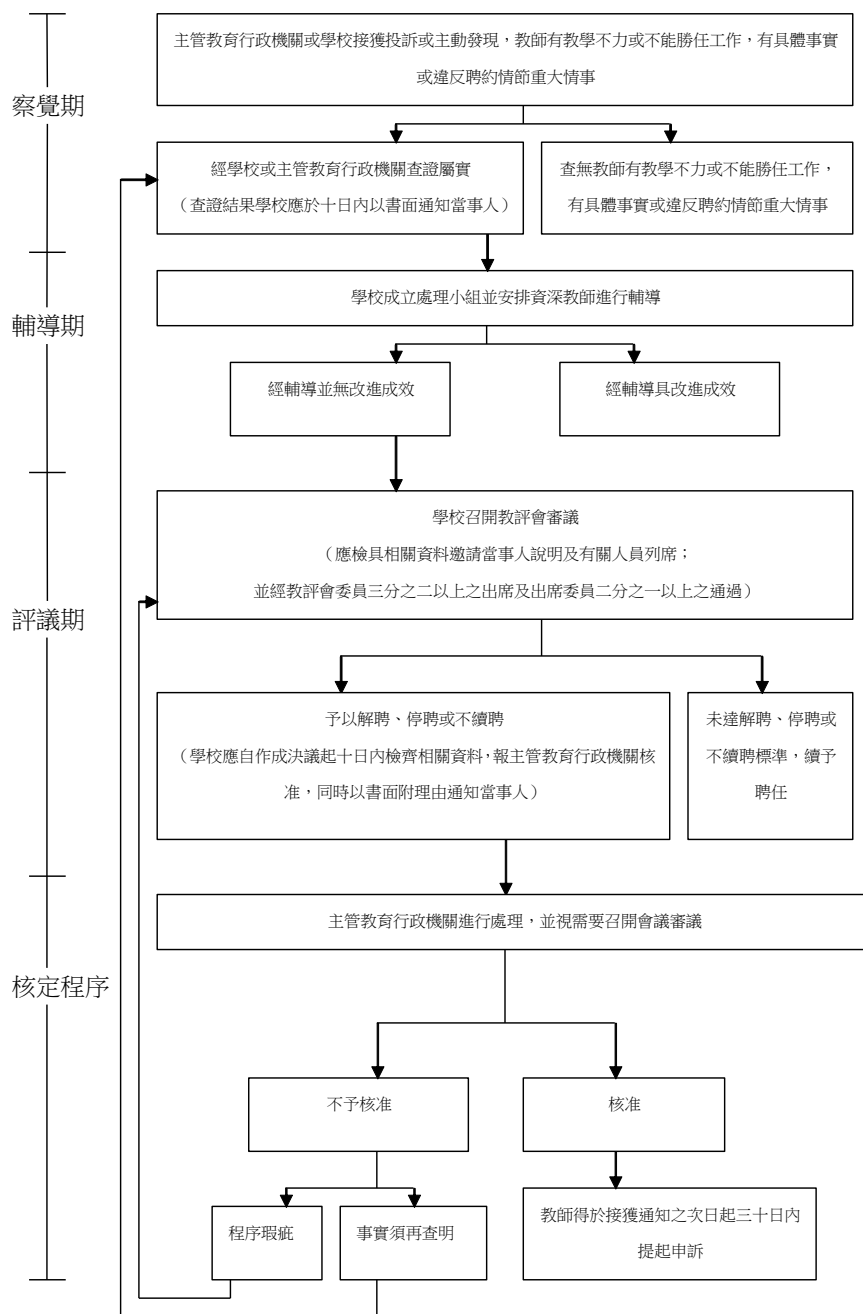 主管教育行政機關或學校接獲投訴或主動發現，教師有教學不力或不能勝任工作，有具體事實
或違反聘約情節重大情事
察覺期
經學校或主管教育行政機關查證屬實
（查證結果學校應於十日內以書面通知當事人）
查無教師有教學不力或不能勝任工作，
有具體事實或違反聘約情節重大情事
輔導期
學校成立處理小組並安排資深教師進行輔導
經輔導並無改進成效
經輔導具改進成效
評議期
學校召開教評會審議
（應檢具相關資料邀請當事人說明及有關人員列席；
並經教評會委員三分之二以上之出席及出席委員二分之一以上之通過）
予以解聘、停聘或不續聘
（學校應自作成決議起十日內檢齊相關資料，報主管教育行政機關核
准，同時以書面附理由通知當事人）
未達解聘、停聘或
不續聘標準，續予
聘任
核定程序
主管教育行政機關進行處理，並視需要召開會議審議
不予核准
核准
程序瑕疵
事實須再查明
教師得於接獲通知之次日起三十日內
提起申訴